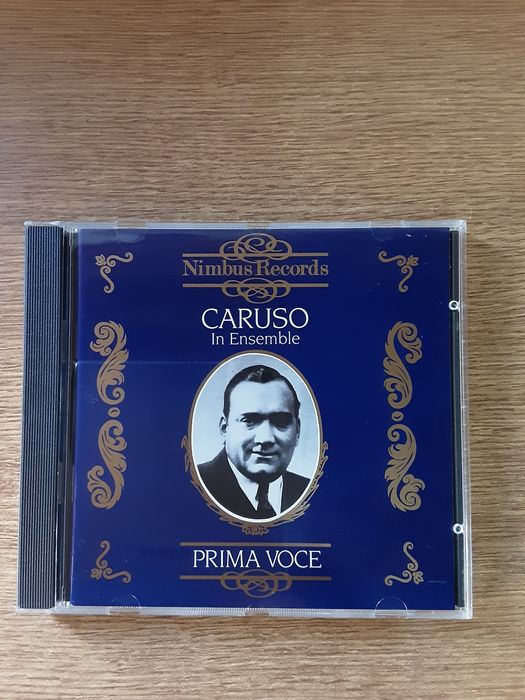 Nimbus Records
CARUSO
In Ensemble
PRIMA VOCE